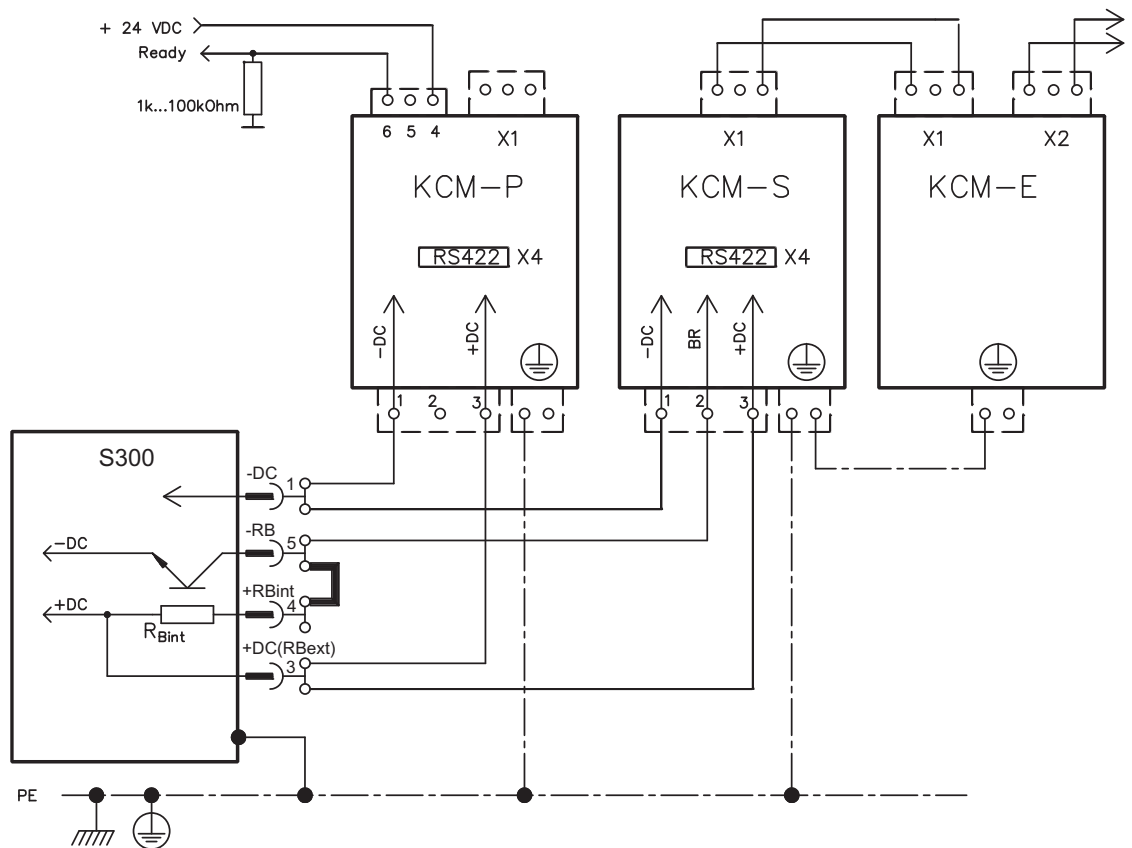 + 24 VDC
Ready
1k...100kOhm
6 5 4
X1
KCM-P
RS422 X4
-DC
+DC
1 2 3
X1
KCM-S
RS422 X4
-DC
BR
+DC
1 2 3
X1 X2
KCM-E
S300
-DC
1
-RB
5
-DC
+RBint
4
+DC
RBint
+DC(RBext)
3
PE